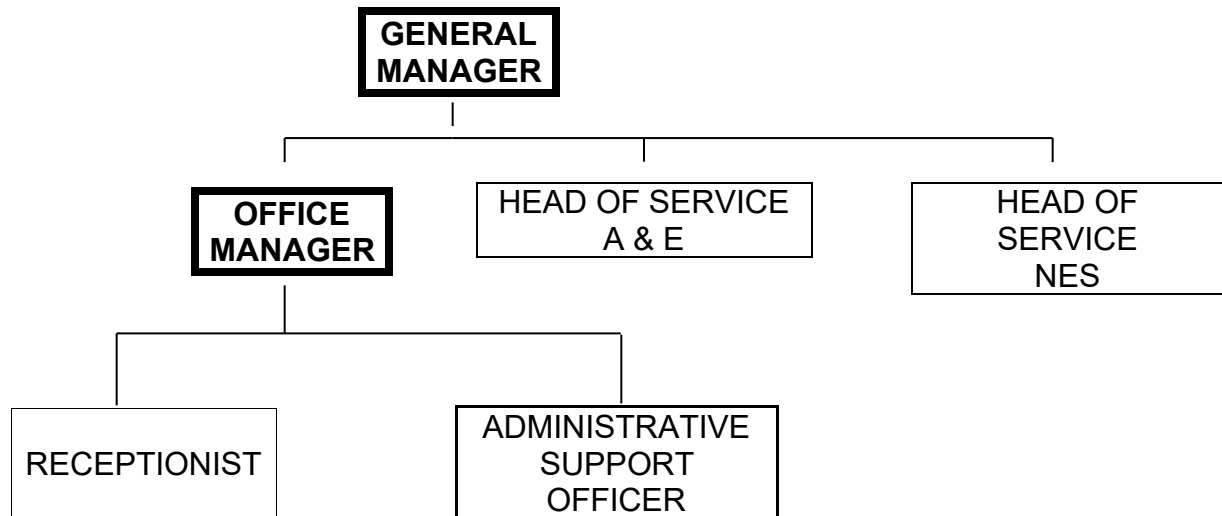 GENERAL
MANAGER
OFFICE
MANAGER
HEAD OF SERVICE
A & E
HEAD OF
SERVICE
NES
RECEPTIONIST
ADMINISTRATIVE
SUPPORT
OFFICER